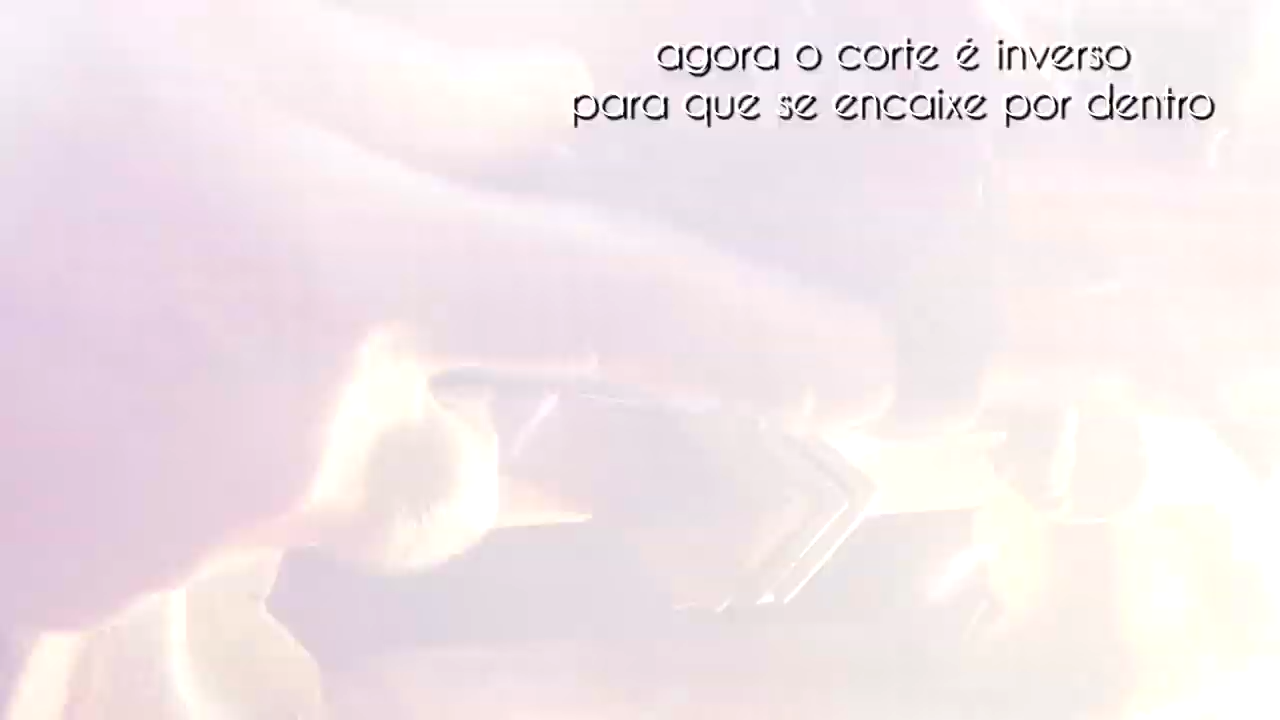 agora o corte é inverso
para que se encaixe por dentro